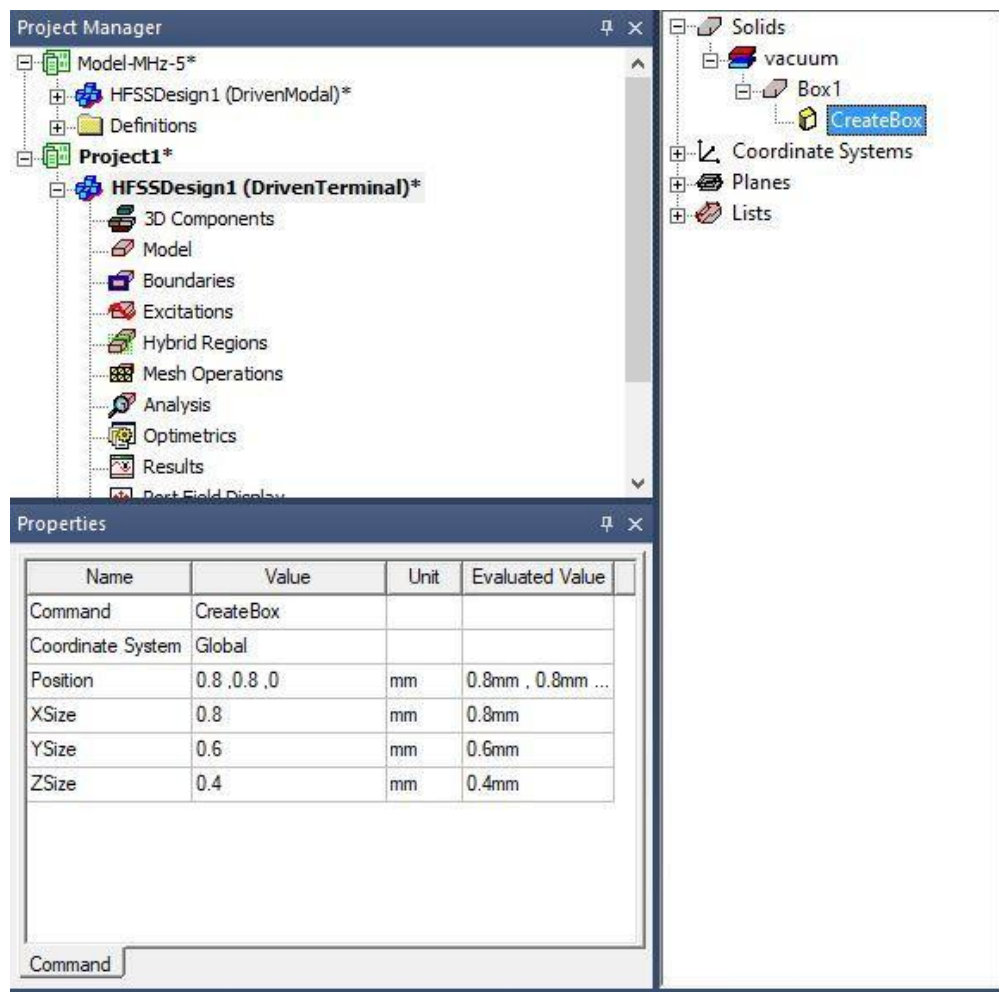 Project Manager
Model-MHz-5*
HFSSDesign1 (DrivenModal)*
Definitions
Project1*
HFSSDesign1 (DrivenTerminal)*
3D Components
Model
Boundaries
Excitations
Hybrid Regions
Mesh Operations
Analysis
Optimetrics
Results
Port Field Display
Properties
Name Value Unit Evaluated Value
Command CreateBox
Coordinate System Global
Position 0.8 ,0.8 ,0 mm 0.8mm , 0.8mm ...
XSize 0.8 mm 0.8mm
YSize 0.6 mm 0.6mm
ZSize 0.4 mm 0.4mm
Command
Solids
vacuum
Box1
CreateBox
Coordinate Systems
Planes
Lists